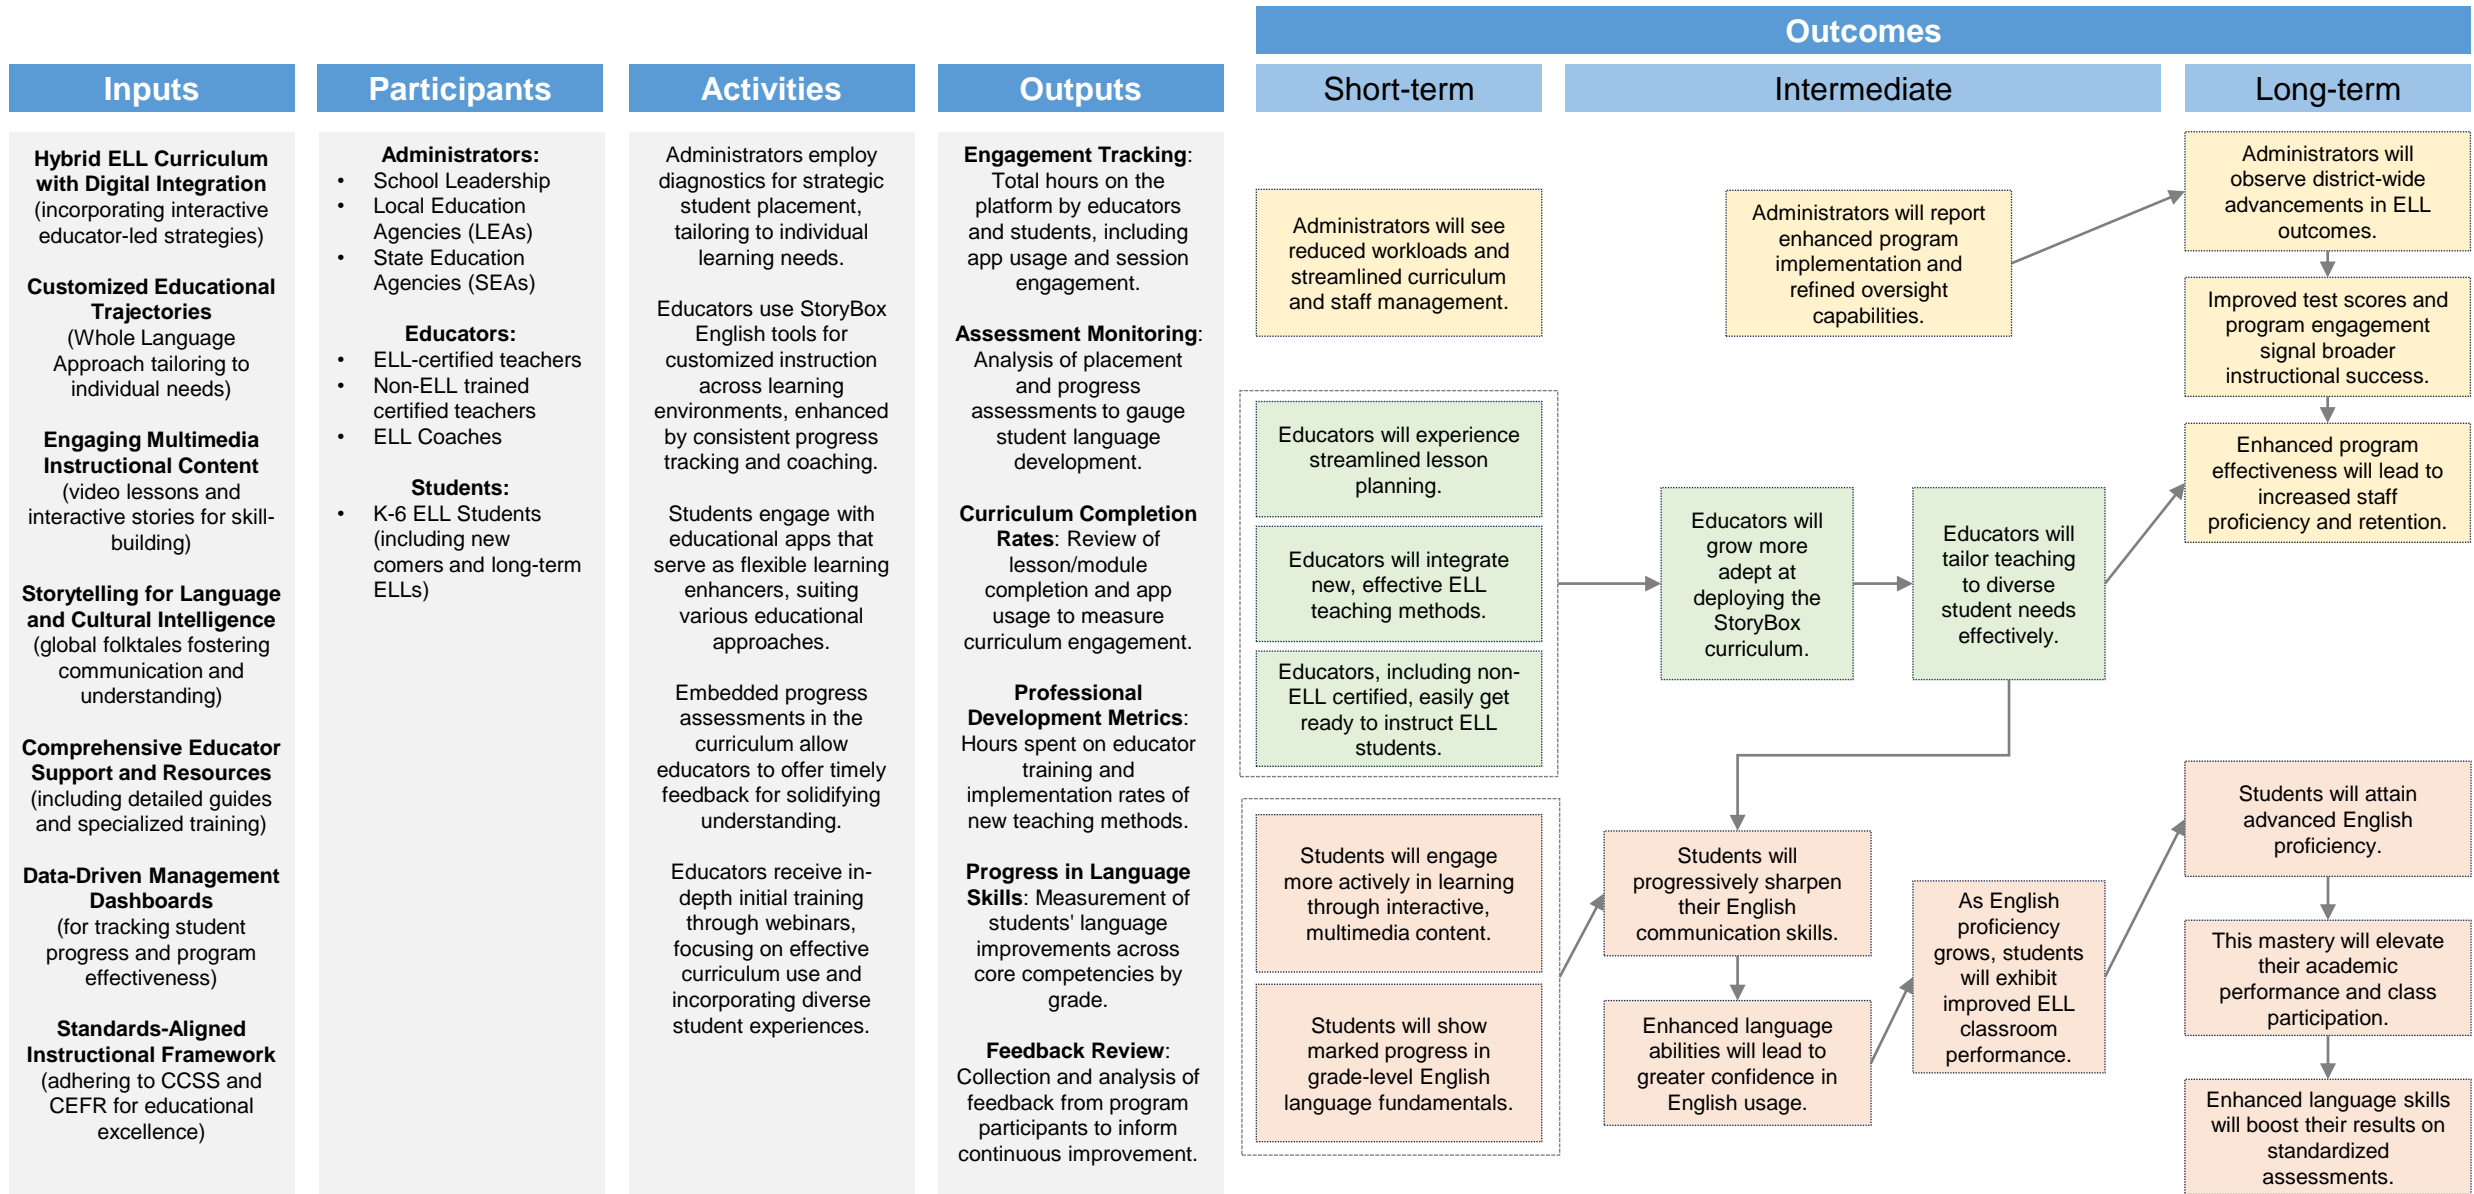 Outcomes
Inputs
Participants
Activities
Outputs
Short-term
Intermediate
Long-term
Hybrid ELL Curriculum
with Digital Integration
(incorporating interactive
educator-led strategies)
Customized Educational
Trajectories
(Whole Language
Approach tailoring to
individual needs)
Engaging Multimedia
Instructional Content
(video lessons and
interactive stories for skill-
building)
Storytelling for Language
and Cultural Intelligence
(global folktales fostering
communication and
understanding)
Comprehensive Educator
Support and Resources
(including detailed guides
and specialized training)
Data-Driven Management
Dashboards
(for tracking student
progress and program
effectiveness)
Standards-Aligned
Instructional Framework
(adhering to CCSS and
CEFR for educational
excellence)
Administrators:
• School Leadership
• Local Education
Agencies (LEAs)
• State Education
Agencies (SEAs)
Educators:
• ELL-certified teachers
• Non-ELL trained
certified teachers
• ELL Coaches
Students:
• K-6 ELL Students
(including new
comers and long-term
ELLs)
Administrators employ
diagnostics for strategic
student placement,
tailoring to individual
learning needs.
Educators use StoryBox
English tools for
customized instruction
across learning
environments, enhanced
by consistent progress
tracking and coaching.
Students engage with
educational apps that
serve as flexible learning
enhancers, suiting
various educational
approaches.
Embedded progress
assessments in the
curriculum allow
educators to offer timely
feedback for solidifying
understanding.
Educators receive in-
depth initial training
through webinars,
focusing on effective
curriculum use and
incorporating diverse
student experiences.
Engagement Tracking:
Total hours on the
platform by educators
and students, including
app usage and session
engagement.
Assessment Monitoring:
Analysis of placement
and progress
assessments to gauge
student language
development.
Curriculum Completion
Rates: Review of
lesson/module
completion and app
usage to measure
curriculum engagement.
Professional
Development Metrics:
Hours spent on educator
training and
implementation rates of
new teaching methods.
Progress in Language
Skills: Measurement of
students' language
improvements across
core competencies by
grade.
Feedback Review:
Collection and analysis of
feedback from program
participants to inform
continuous improvement.
Administrators will see
reduced workloads and
streamlined curriculum
and staff management.
Educators will experience
streamlined lesson
planning.
Educators will integrate
new, effective ELL
teaching methods.
Educators, including non-
ELL certified, easily get
ready to instruct ELL
students.
Students will engage
more actively in learning
through interactive,
multimedia content.
Students will show
marked progress in
grade-level English
language fundamentals.
Administrators will report
enhanced program
implementation and
refined oversight
capabilities.
Educators will
grow more
adept at
deploying the
StoryBox
curriculum.
Educators will
tailor teaching
to diverse
student needs
effectively.
Students will
progressively sharpen
their English
communication skills.
Enhanced language
abilities will lead to
greater confidence in
English usage.
As English
proficiency
grows, students
will exhibit
improved ELL
classroom
performance.
Administrators will
observe district-wide
advancements in ELL
outcomes.
Improved test scores and
program engagement
signal broader
instructional success.
Enhanced program
effectiveness will lead to
increased staff
proficiency and retention.
Students will attain
advanced English
proficiency.
This mastery will elevate
their academic
performance and class
participation.
Enhanced language skills
will boost their results on
standardized
assessments.